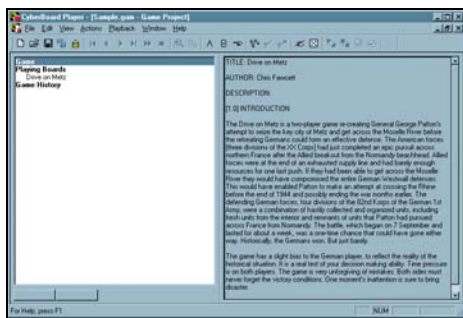 CyberBoard Player - [Sample.gam - Game Project]
File Edit View Actions Playback Window Help
Game
Playing Boards
Drive on Metz
Game History
TITLE: Drive on Metz
AUTHOR: Chris Fawcett
DESCRIPTION:
[1.0] INTRODUCTION
The Drive on Metz is a two-player game re-creating General George Patton's
attempt to seize the key city of Metz and get across the Moselle River before
the retreating Germans could form an effective defense. The American forces
(three divisions of the XX Corps) had just completed an epic pursuit across
northern France after the Allied breakout from the Normandy beachhead. Allied
forces were at the end of an exhausted supply line and had barely enough
resources for one last push. If they had been able to get across the Moselle
River they would have compromised the entire German Westwall defenses.
This would have enabled Patton to make an attempt at crossing the Rhine
before the end of 1944 and possibly ending the war months earlier. The
defending German forces, four divisions of the 82nd Korps of the German 1st
Army, were a combination of hastily collected and organized units, including
fresh units from the interior and remnants of units that Patton had pursued
across France from Normandy. The battle, which began on 7 September and
lasted for about a week, was a one-time chance that could have gone either
way. Historically, the Germans won. But just barely.
The game has a slight bias to the German player, to reflect the reality of the
historical situation. It is a real test of your decision making ability. Time pressure
is on both players. The game is very unforgiving of mistakes. Both sides must
never forget the victory conditions. One moment's inattention is sure to bring
disaster.
For Help, press F1
NUM